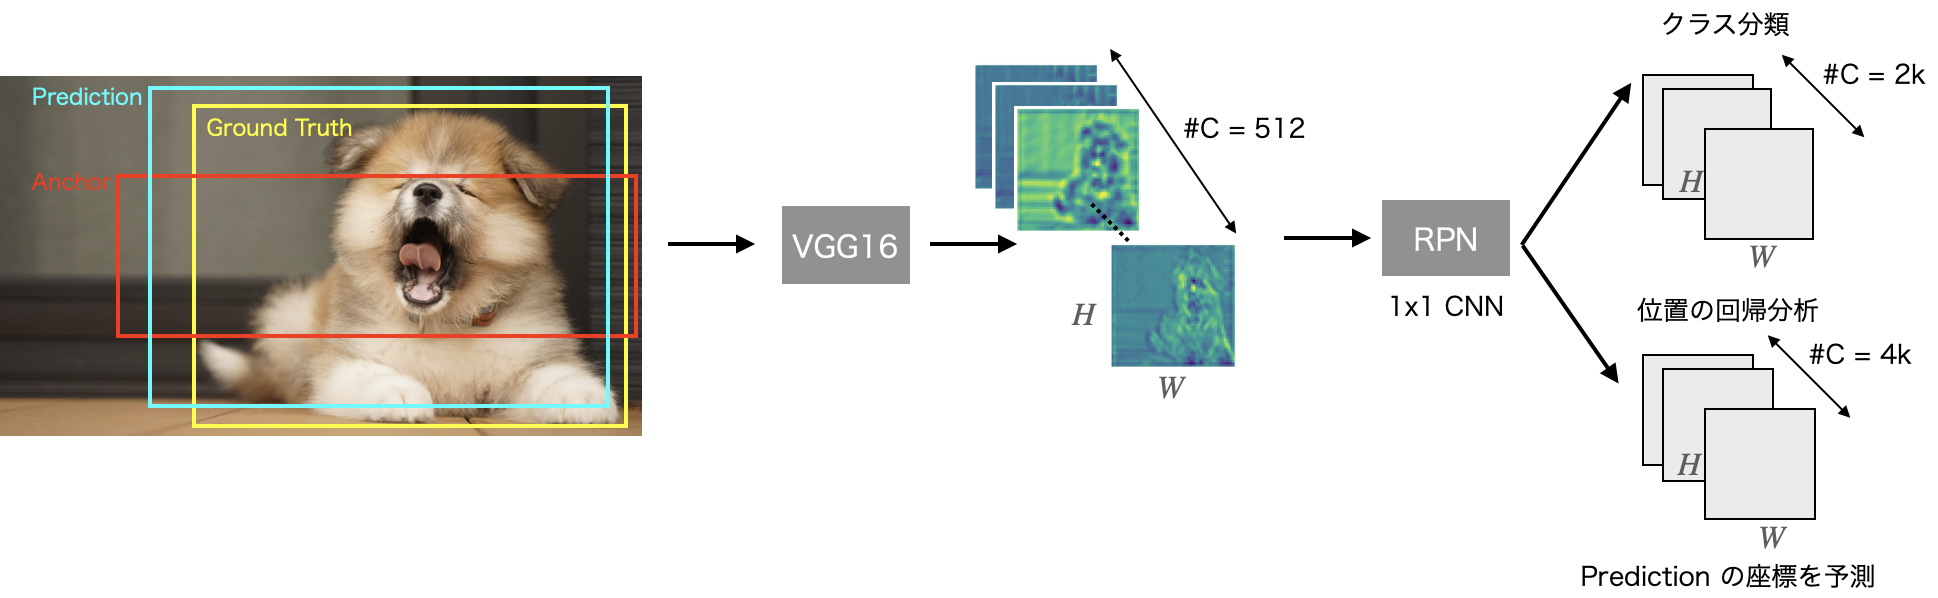 Prediction
Ground Truth
Anchor
VGG16
#C = 512
H
W
RPN
1x1 CNN
クラス分類
#C = 2k
H
W
位置の回帰分析
#C = 4k
H
W
Prediction の座標を予測